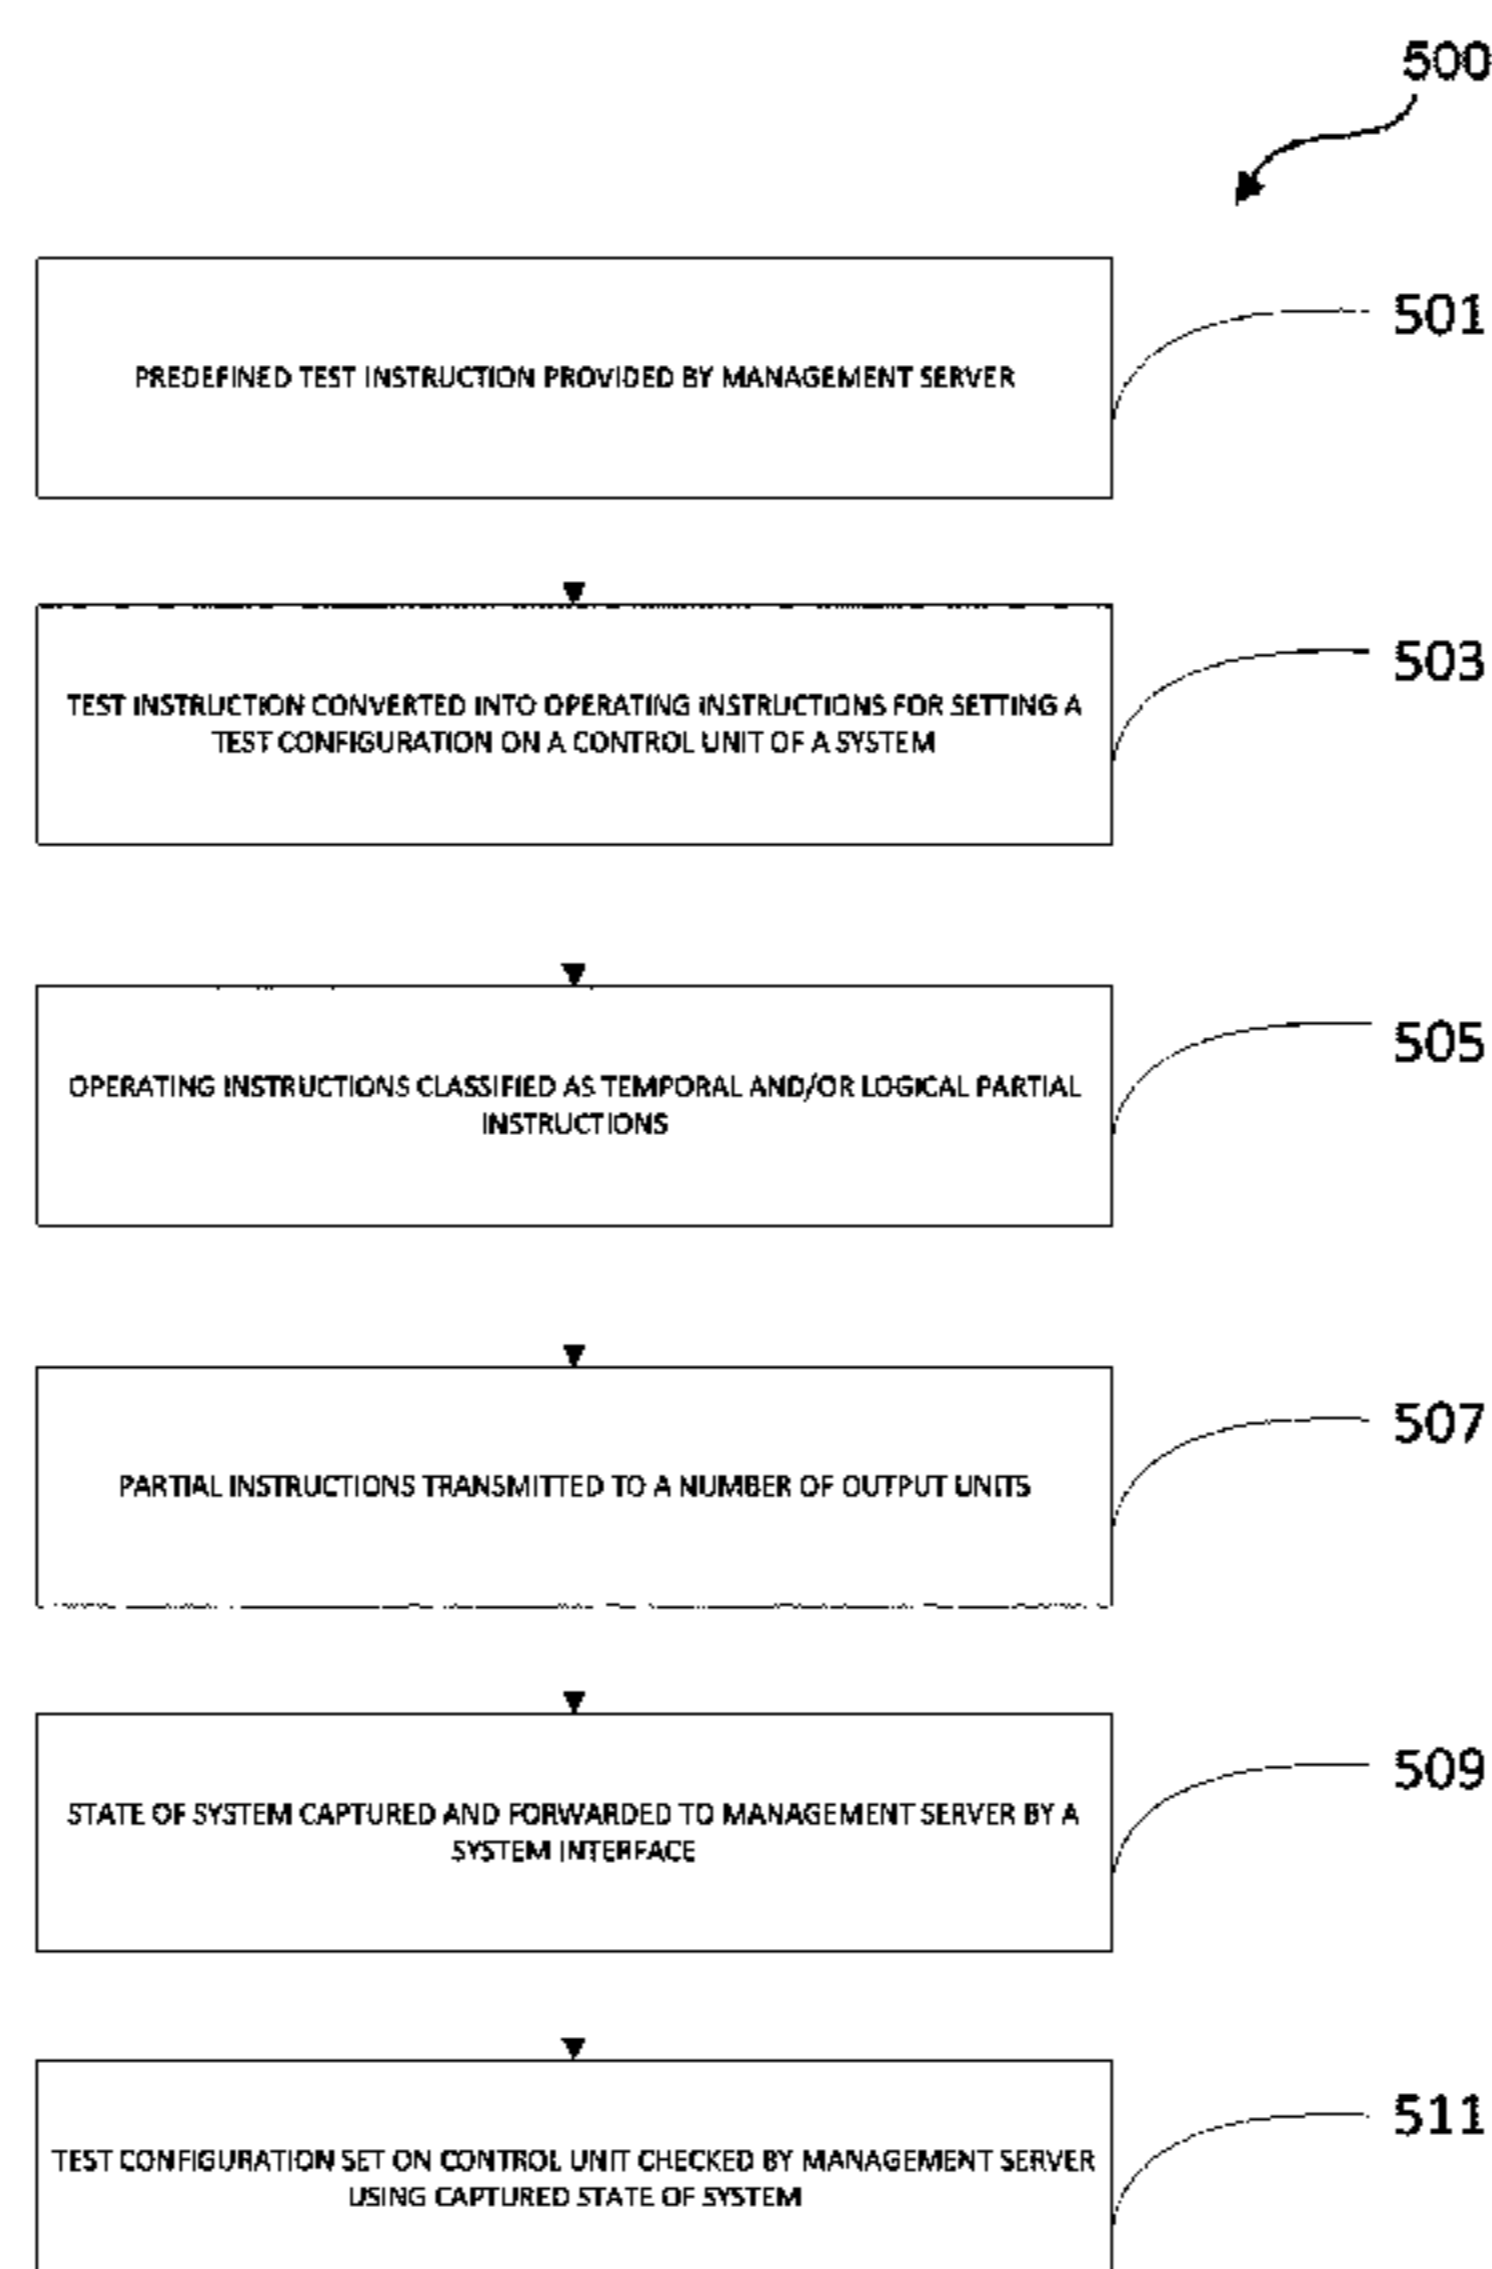 500
PREDEFINED TEST INSTRUCTION PROVIDED BY MANAGEMENT SERVER
501
TEST INSTRUCTION CONVERTED INTO OPERATING INSTRUCTIONS FOR SETTING A
TEST CONFIGURATION ON A CONTROL UNIT OF A SYSTEM
503
OPERATING INSTRUCTIONS CLASSIFIED AS TEMPORAL AND/OR LOGICAL PARTIAL
INSTRUCTIONS
505
PARTIAL INSTRUCTIONS TRANSMITTED TO A NUMBER OF OUTPUT UNITS
507
STATE OF SYSTEM CAPTURED AND FORWARDED TO MANAGEMENT SERVER BY A
SYSTEM INTERFACE
509
TEST CONFIGURATION SET ON CONTROL UNIT CHECKED BY MANAGEMENT SERVER
USING CAPTURED STATE OF SYSTEM
511